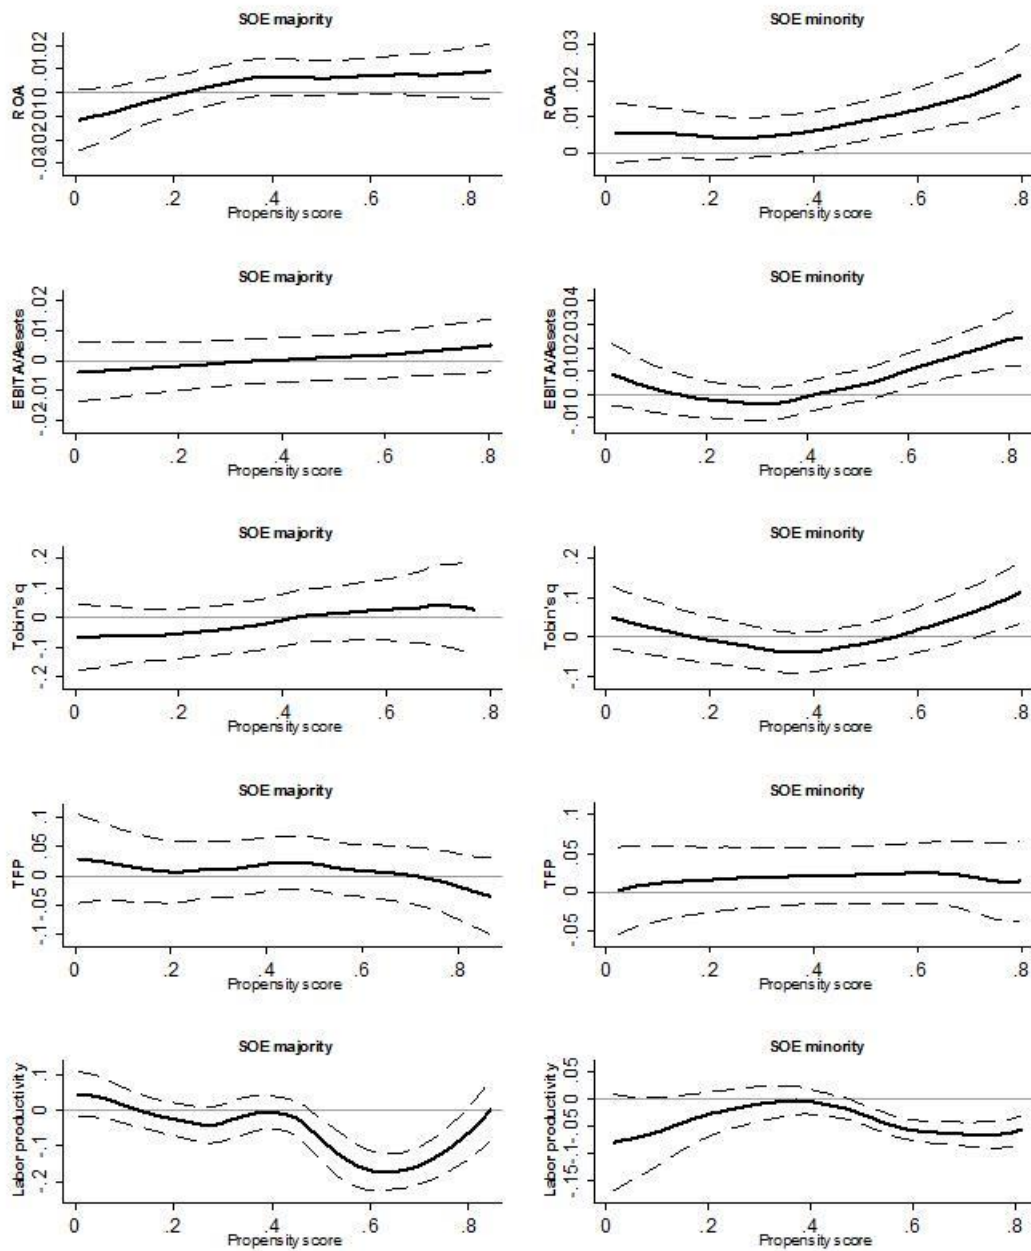 SOE majority
ROA
-.03-.02-.010 .01.02
0 .2 .4 .6 .8
Propensity score
SOE minority
ROA
0 .01 .02 .03
0 .2 .4 .6 .8
Propensity score
SOE majority
EBITA/Assets
-.02-.01 0 .01 .02
0 .2 .4 .6 .8
Propensity score
SOE minority
EBITA/Assets
-.01 0 .01.02.03.04
0 .2 .4 .6 .8
Propensity score
SOE majority
Tobin's q
-.2 -.1 0 .1 .2
0 .2 .4 .6 .8
Propensity score
SOE minority
Tobin's q
-.1 0 .1 .2
0 .2 .4 .6 .8
Propensity score
SOE majority
TFP
-.1-.05 0 .05 .1
0 .2 .4 .6 .8
Propensity score
SOE minority
TFP
-.05 0 .05 .1
0 .2 .4 .6 .8
Propensity score
SOE majority
Labor productivity
-.2 -.1 0 .1
0 .2 .4 .6 .8
Propensity score
SOE minority
Labor productivity
-.15-.1-.05 0 .05
0 .2 .4 .6 .8
Propensity score